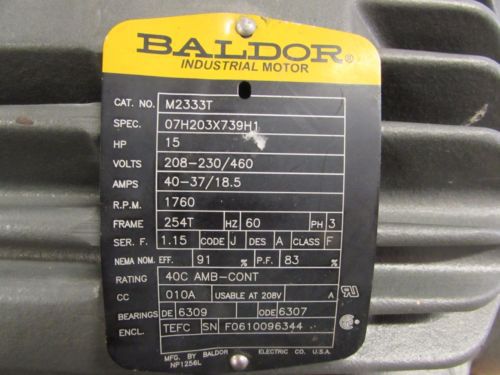 BALDOR®
INDUSTRIAL MOTOR
CAT. NO. M2333T
SPEC. 07H203X739H1
HP 15
VOLTS 208-230/460
AMPS 40-37/18.5
R.P.M. 1760
FRAME 254T HZ 60 PH 3
SER. F. 1.15 CODE J DES A CLASS F
NEMA NOM. EFF. 91 % P.F. 83 %
RATING 40C AMB-CONT
CC 010A USABLE AT 208V A
BEARINGS DE 6309 ODE 6307
ENCL. TEFC SN F0610096344
MFG. BY BALDOR ELECTRIC CO. U.S.A.
NP1256L